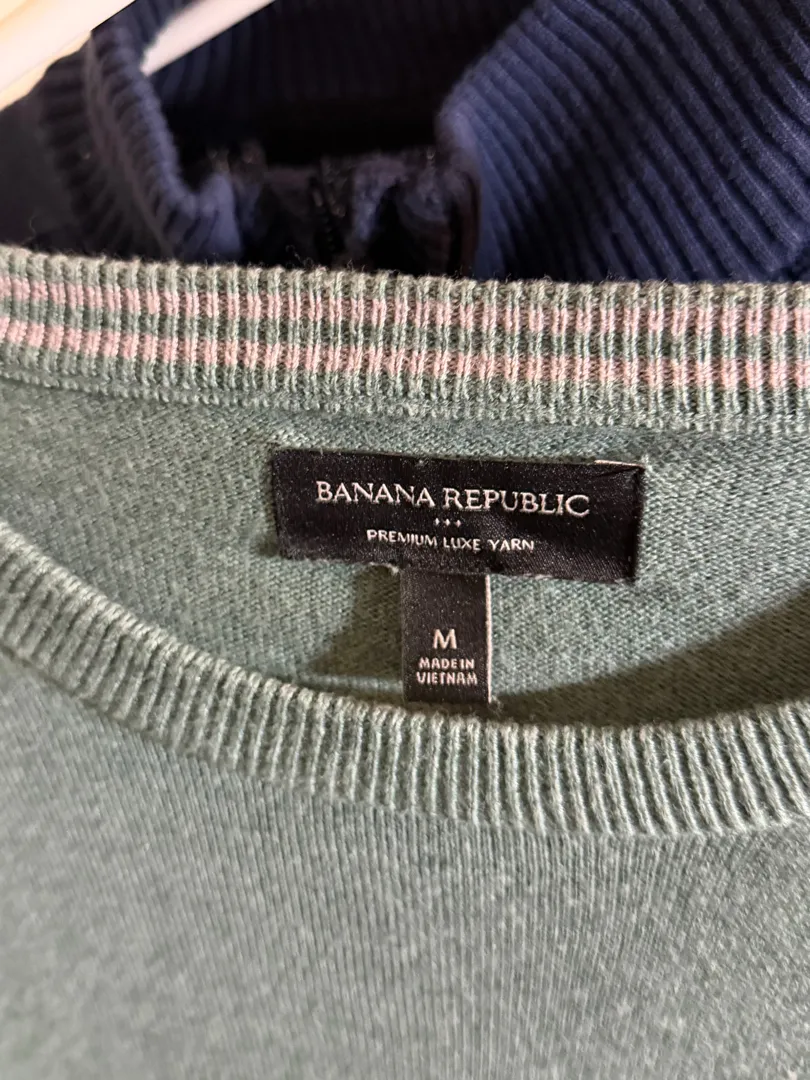 BANANA REPUBLIC
PREMIUM LUXE YARN
M
MADE IN
VIETNAM